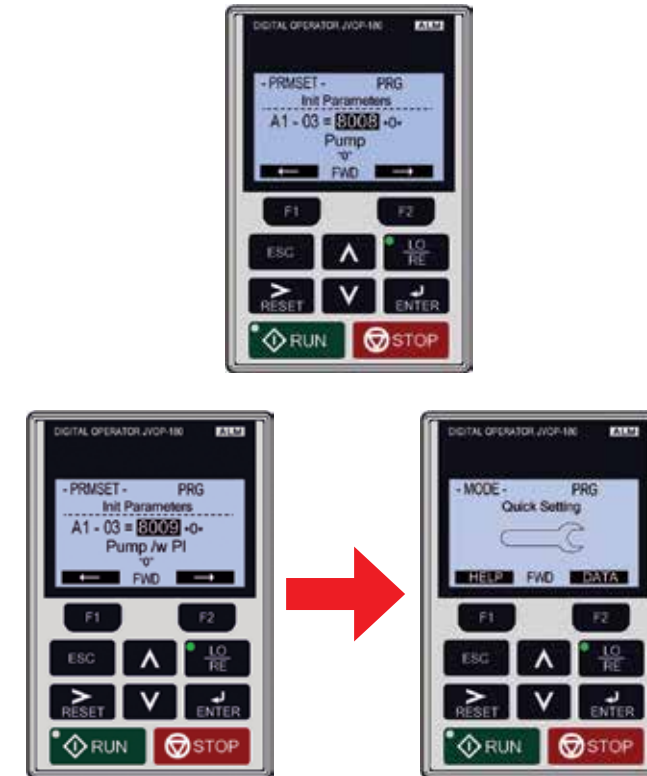 DIGITAL OPERATOR JVOP-180 ALM
- PRMSET - PRG
Init Parameters
A1 - 03 = 8008 *0*
Pump
"0"
← FWD →
F1 F2
ESC ∧ LO/RE
> RESET ∨ ↵ ENTER
RUN STOP
DIGITAL OPERATOR JVOP-180 ALM
- PRMSET - PRG
Init Parameters
A1 - 03 = 8009 *0*
Pump /w PI
"0"
← FWD →
F1 F2
ESC ∧ LO/RE
> RESET ∨ ↵ ENTER
RUN STOP
DIGITAL OPERATOR JVOP-180 ALM
- MODE - PRG
Quick Setting
HELP FWD DATA
F1 F2
ESC ∧ LO/RE
> RESET ∨ ↵ ENTER
RUN STOP